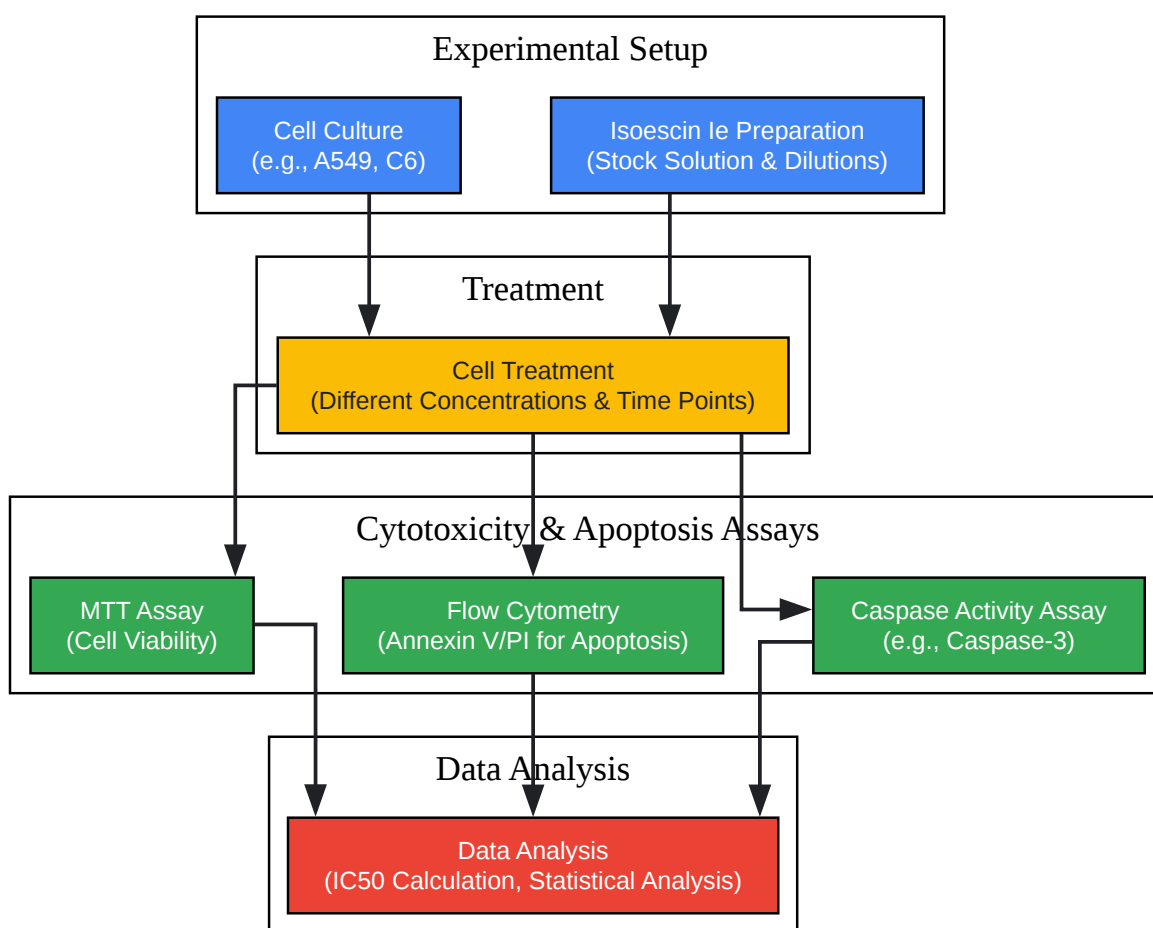 Experimental Setup
Cell Culture
(e.g., A549, C6)
Isoescin Ie Preparation
(Stock Solution & Dilutions)
Treatment
Cell Treatment
(Different Concentrations & Time Points)
Cytotoxicity & Apoptosis Assays
MTT Assay
(Cell Viability)
Flow Cytometry
(Annexin V/PI for Apoptosis)
Caspase Activity Assay
(e.g., Caspase-3)
Data Analysis
Data Analysis
(IC50 Calculation, Statistical Analysis)